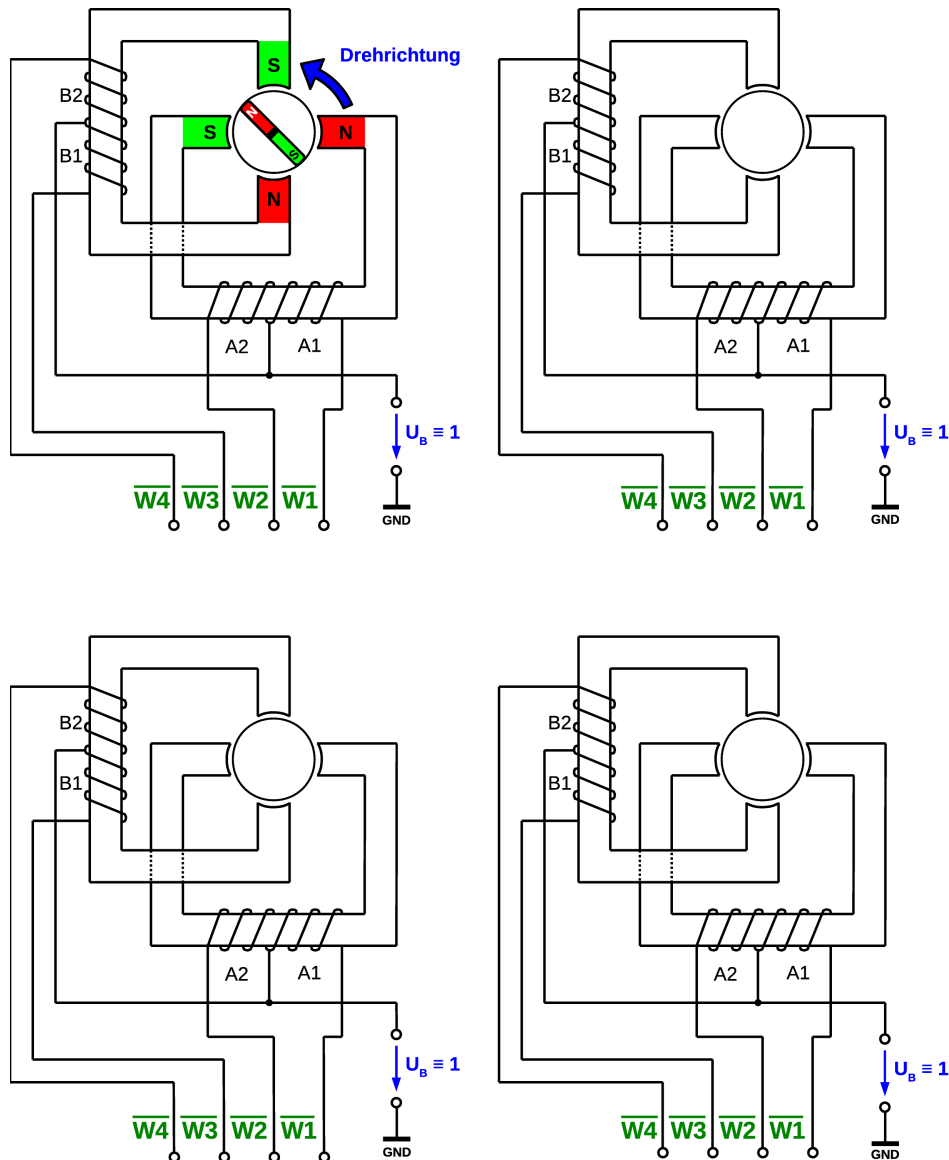 S
Drehrichtung
B2
N
S
N
S
B1
N
A2
A1
U_B ≡ 1
W4 W3 W2 W1
GND
B2
B1
A2
A1
U_B ≡ 1
W4 W3 W2 W1
GND
B2
B1
A2
A1
U_B ≡ 1
W4 W3 W2 W1
GND
B2
B1
A2
A1
U_B ≡ 1
W4 W3 W2 W1
GND